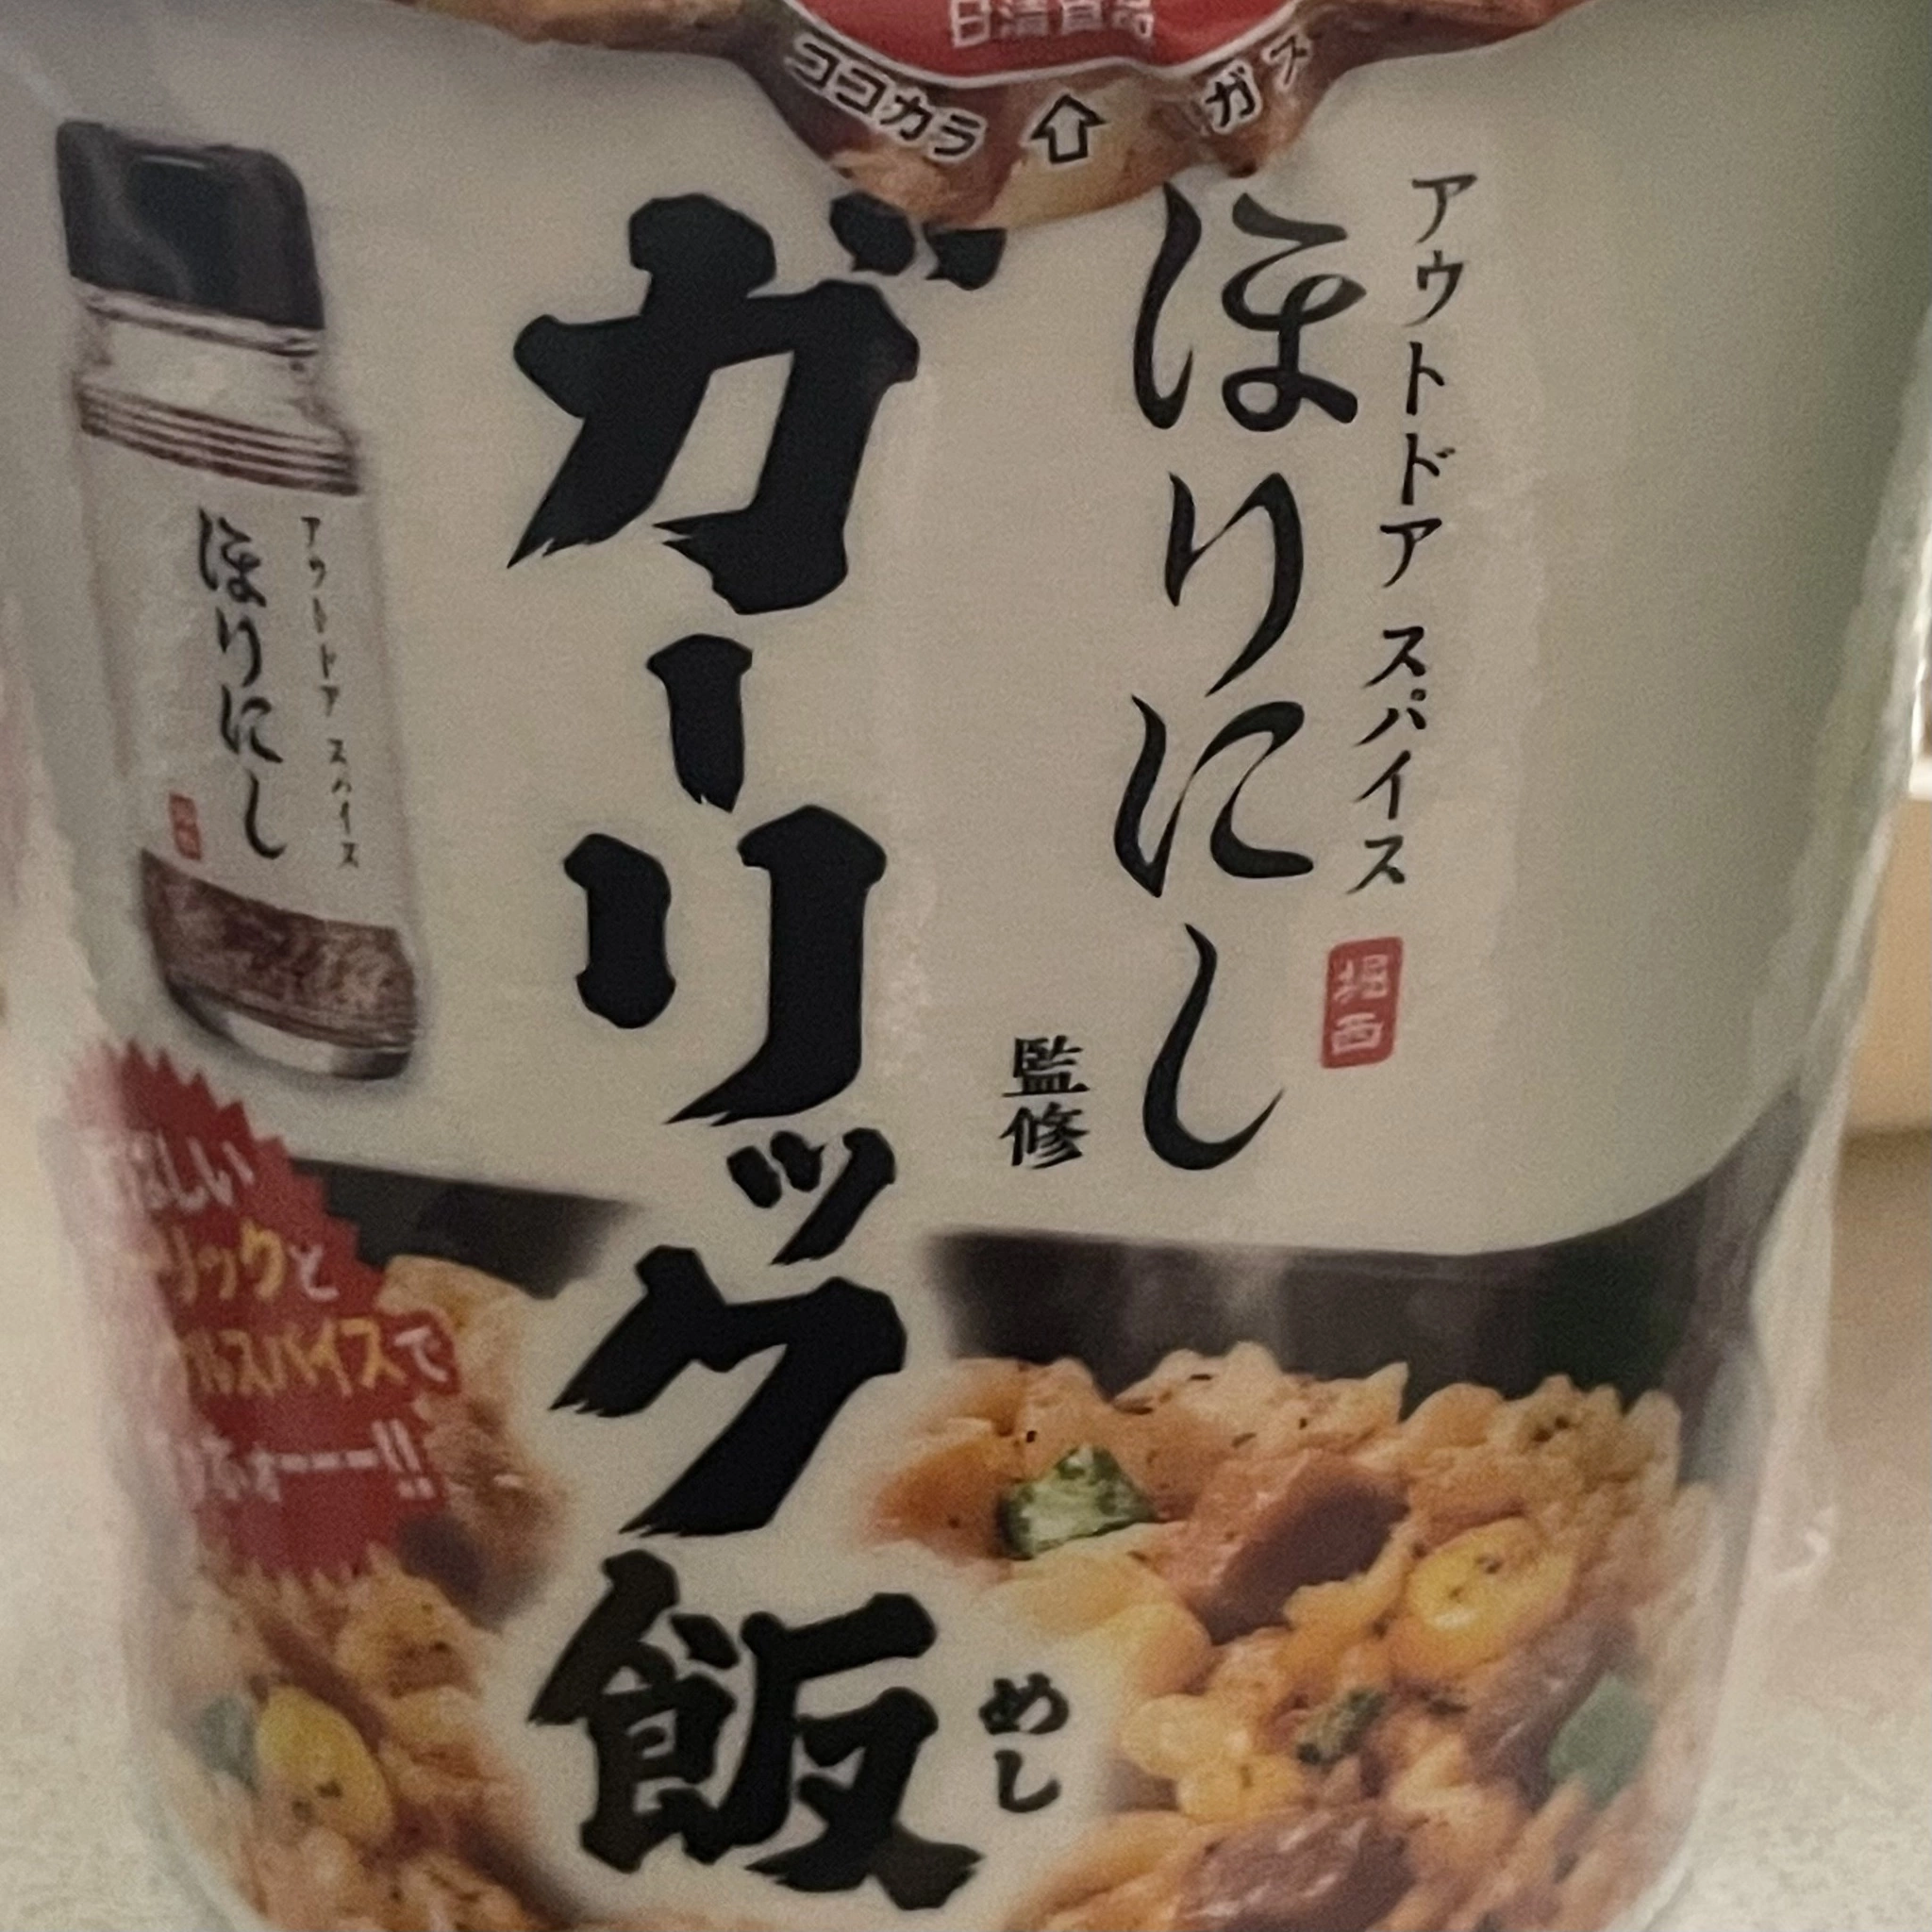 日清食品
ココカラ
ガス
アウトドア スパイス
ほりにし
堀西
監修
ガーリック飯
めし
アウトドア スパイス
ほりにし
リックと
スパイスで